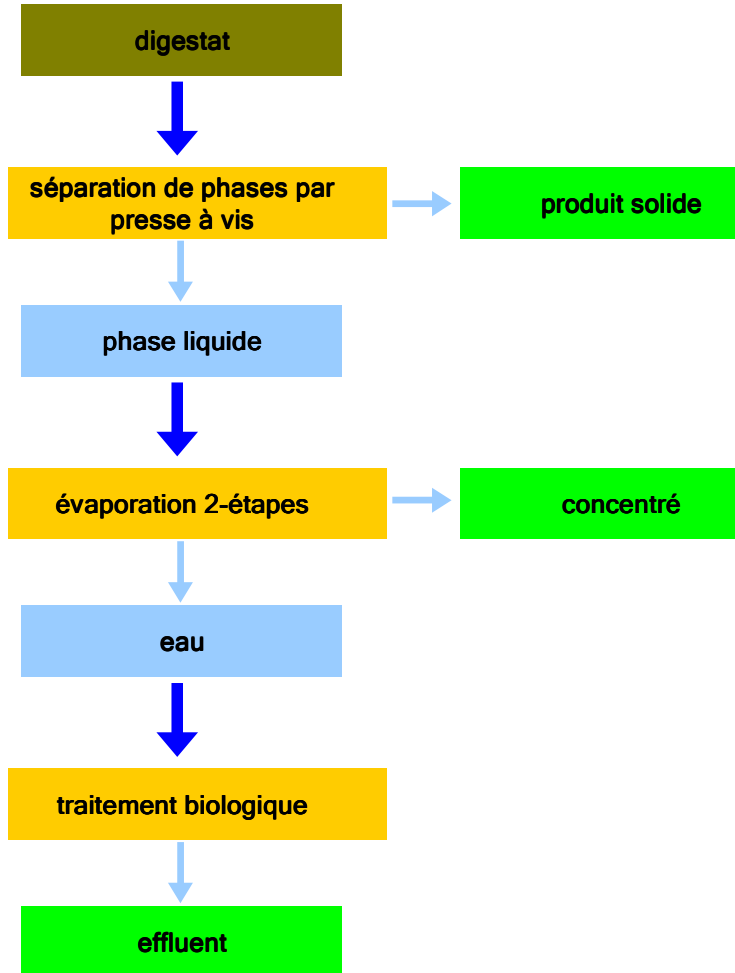 digestat
séparation de phases par
presse à vis
produit solide
phase liquide
évaporation 2-étapes
concentré
eau
traitement biologique
effluent